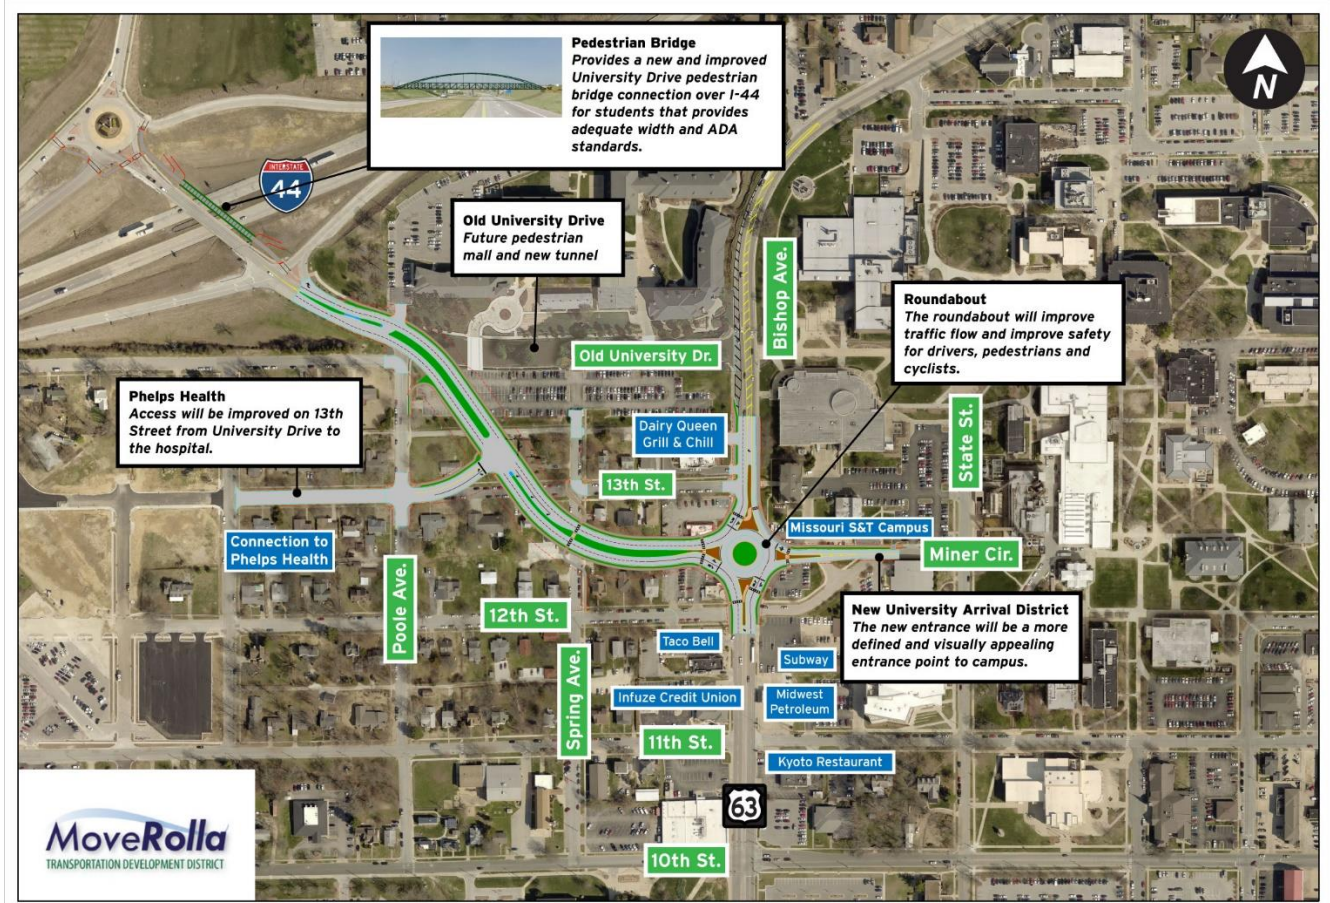 Pedestrian Bridge
Provides a new and improved
University Drive pedestrian
bridge connection over I-44
for students that provides
adequate width and ADA
standards.
N
INTERSTATE
44
Old University Drive
Future pedestrian
mall and new tunnel
Bishop Ave.
Roundabout
The roundabout will improve
traffic flow and improve safety
for drivers, pedestrians and
cyclists.
Old University Dr.
Phelps Health
Access will be improved on 13th
Street from University Drive to
the hospital.
Dairy Queen
Grill & Chill
State St.
13th St.
Missouri S&T Campus
Connection to
Phelps Health
Miner Cir.
Poole Ave.
12th St.
New University Arrival District
The new entrance will be a more
defined and visually appealing
entrance point to campus.
Taco Bell
Subway
Spring Ave.
Infuze Credit Union
Midwest
Petroleum
11th St.
Kyoto Restaurant
63
MoveRolla
TRANSPORTATION DEVELOPMENT DISTRICT
10th St.